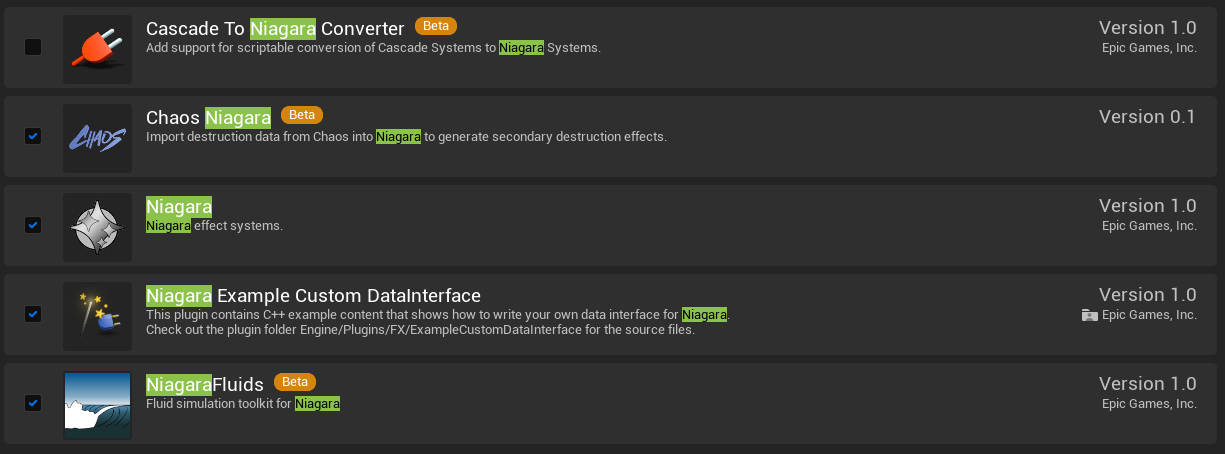 Cascade To Niagara Converter Beta
Version 1.0
Add support for scriptable conversion of Cascade Systems to Niagara Systems.
Epic Games, Inc.
CHAOS
Chaos Niagara Beta
Version 0.1
Import destruction data from Chaos into Niagara to generate secondary destruction effects.
Niagara
Version 1.0
Niagara effect systems.
Epic Games, Inc.
Niagara Example Custom DataInterface
Version 1.0
This plugin contains C++ example content that shows how to write your own data interface for Niagara.
Epic Games, Inc.
Check out the plugin folder Engine/Plugins/FX/ExampleCustomDataInterface for the source files.
NiagaraFluids Beta
Version 1.0
Fluid simulation toolkit for Niagara
Epic Games, Inc.